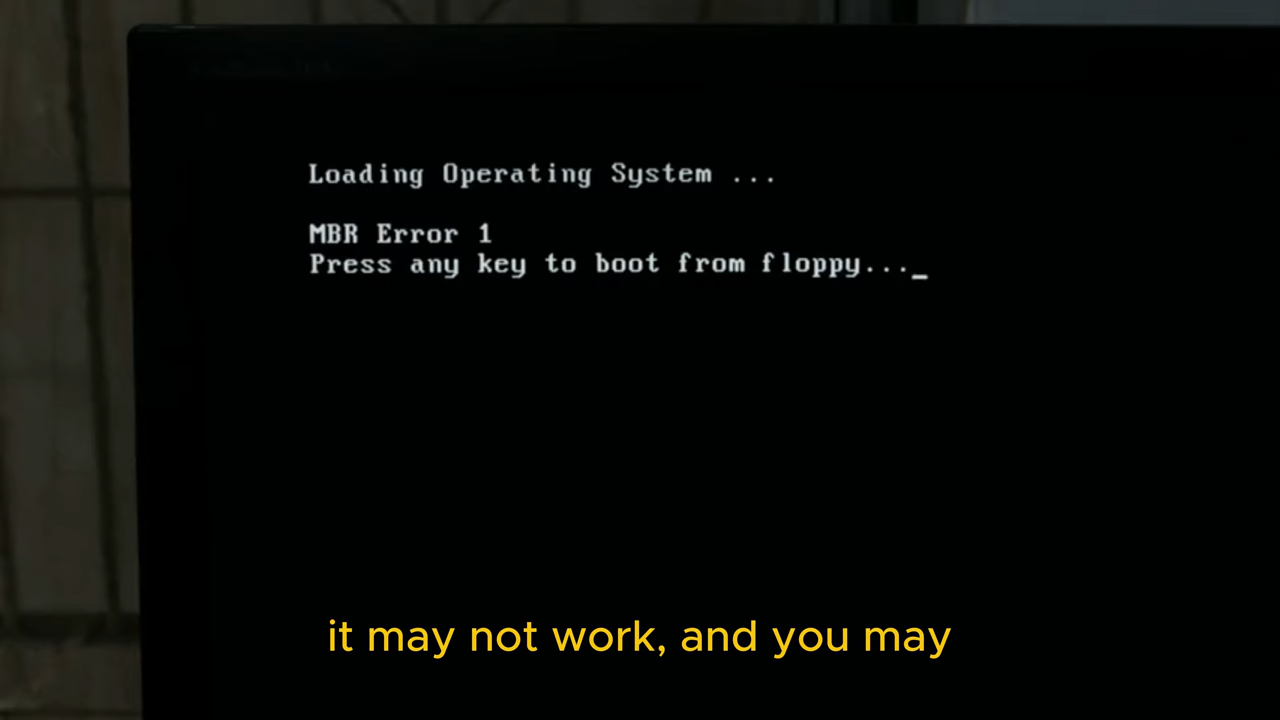 Loading Operating System ...
MBR Error 1
Press any key to boot from floppy..._
it may not work, and you may